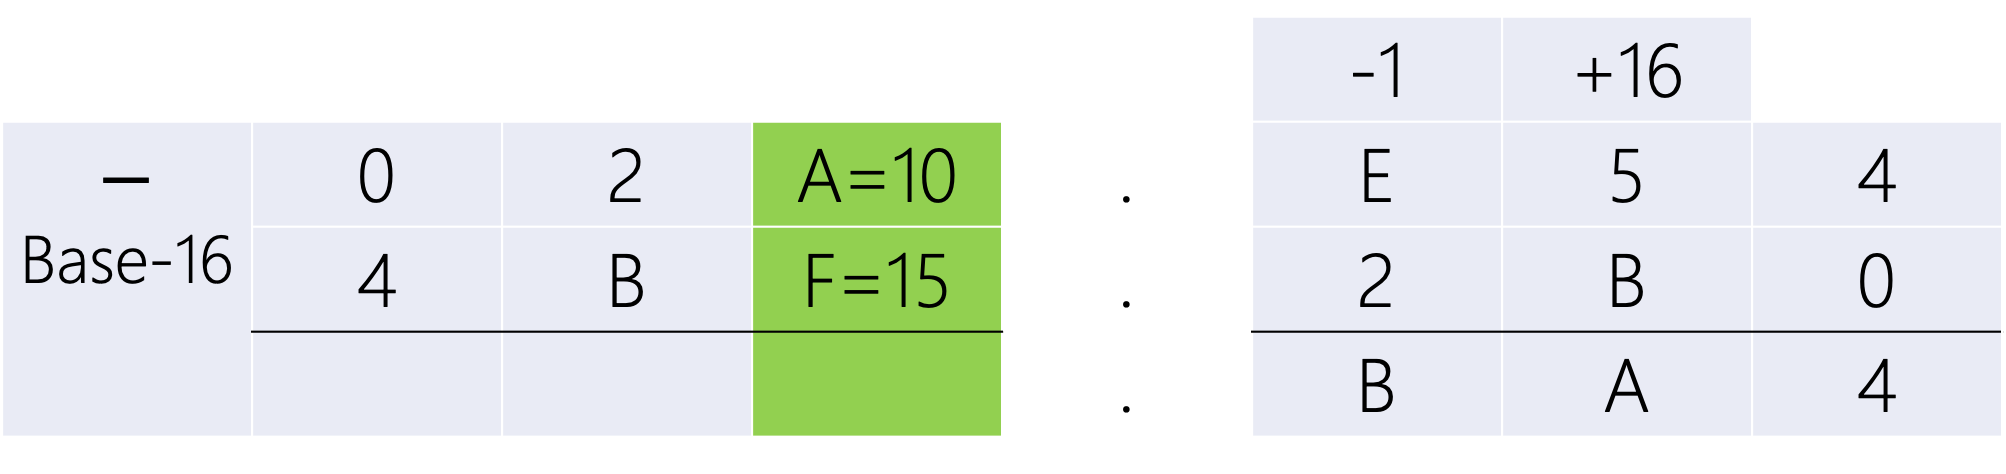 -1 +16
− 0 2 A=10 . E 5 4
Base-16 4 B F=15 . 2 B 0
. B A 4